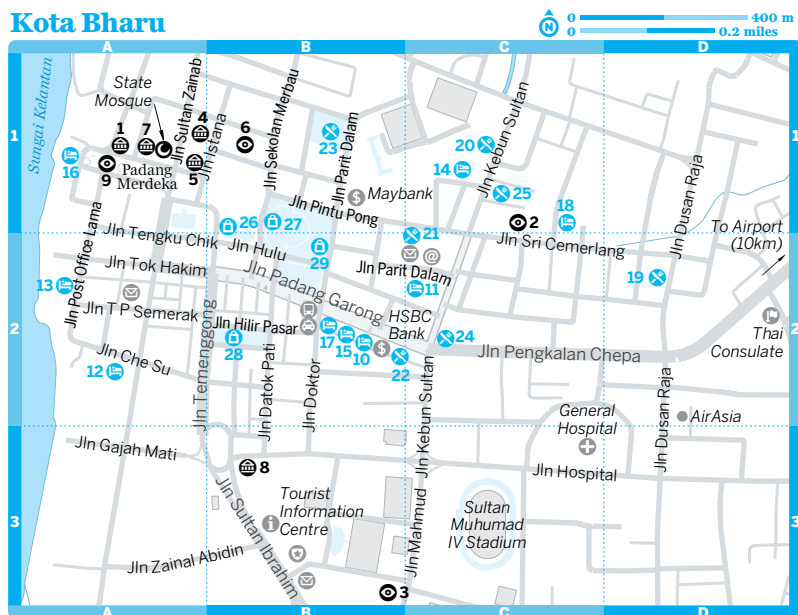 Kota Bharu
N
0 400 m
0 0.2 miles
A B C D
1
2
3
Sungai Kelantan
State
Mosque
Jln Sultan Zainab
Jln Istana
Jln Sekolan Merbau
Jln Parit Dalam
Jln Kebun Sultan
Jln Dusan Raja
1
7
4
6
23
20
14
16
9
Padang
Merdeka
5
25
Maybank
$
Jln Pintu Pong
26
27
2
18
To Airport
(10km)
Jln Post Office Lama
Jln Tengku Chik
Jln Hulu
21
Jln Sri Cemerlang
29
@
Jln Tok Hakim
Jln Padang Garong
Jln Parit Dalam
19
13
11
Jln T P Semerak
Jln Hilir Pasar
HSBC
Bank
$
28
17
15
10
22
24
Jln Pengkalan Chepa
Thai
Consulate
Jln Che Su
12
Jln Temenggong
Jln Datok Pati
Jln Doktor
Jln Kebun Sultan
Jln Dusan Raja
General
Hospital
AirAsia
Jln Gajah Mati
8
Jln Hospital
Jln Sultan Ibrahim
Tourist
Information
Centre
i
Jln Mahmud
Sultan
Muhumad
IV Stadium
Jln Zainal Abidin
3
1
2
3
A B C D